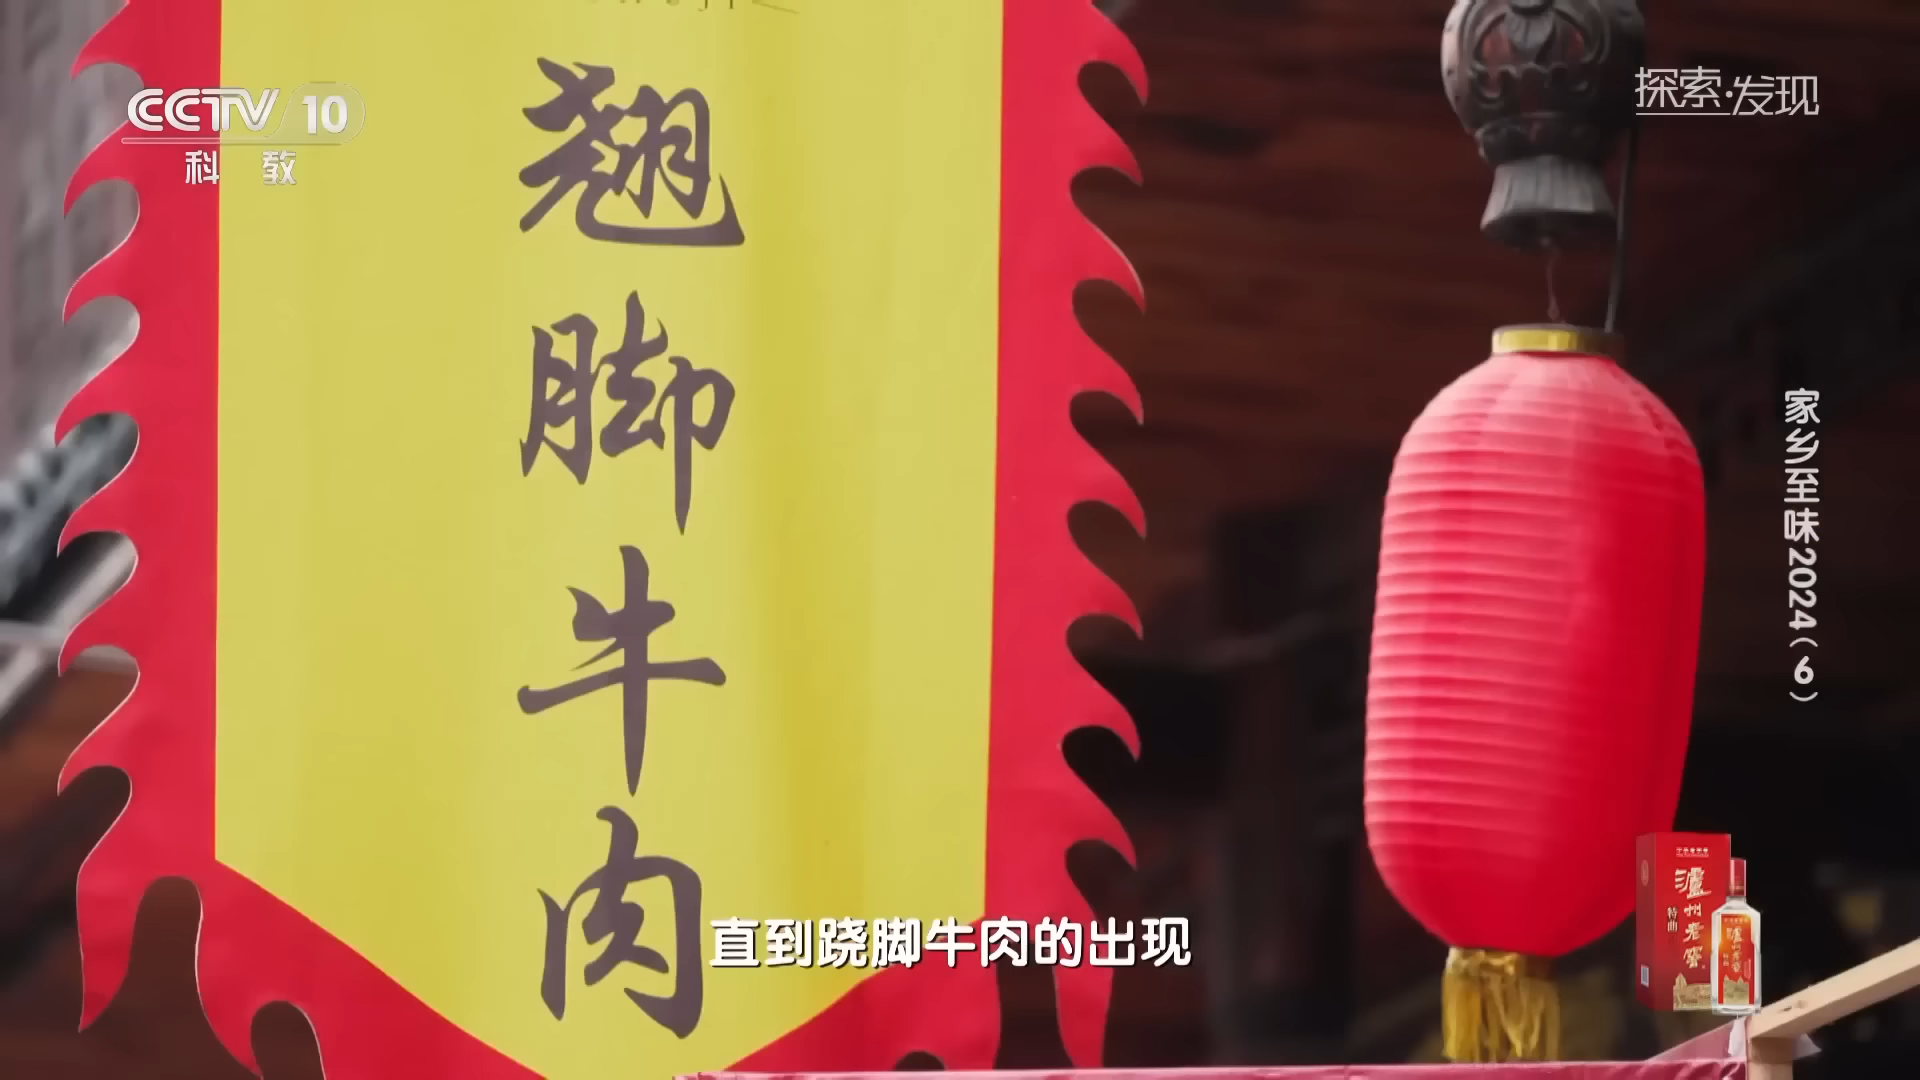 CCTV 10
科 教
探索·发现
翘脚牛肉
家乡至味2024（6）
直到跷脚牛肉的出现
泸州老窖
特曲